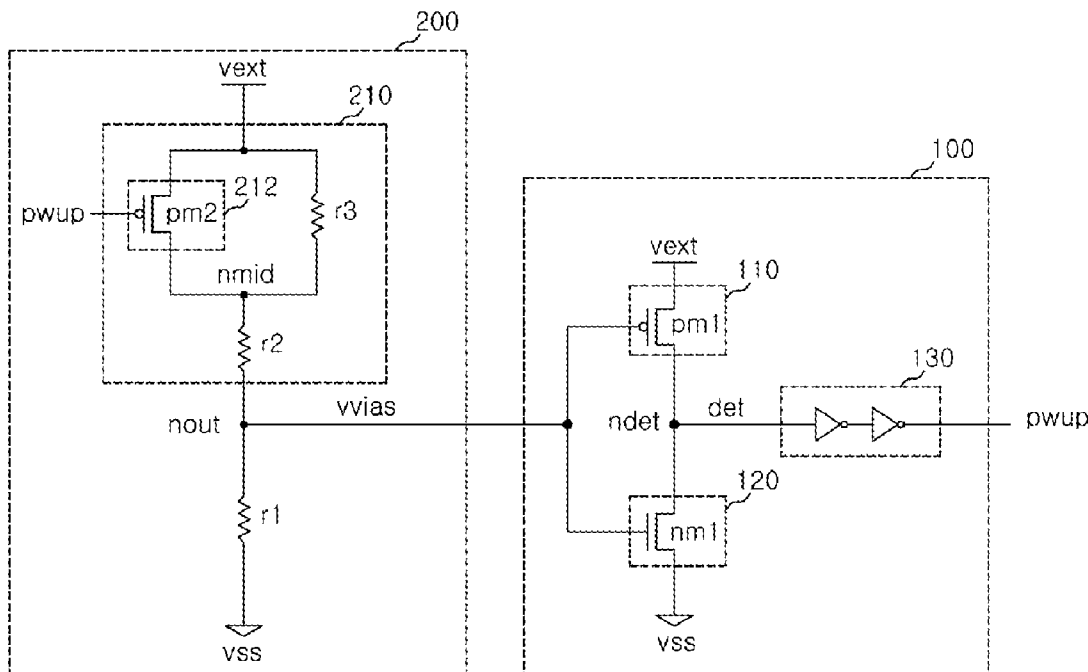 200
vext
210
212
pwup
pm2
r3
nmid
r2
nout
vvias
r1
vss
100
vext
110
pm1
130
ndet
det
pwup
120
nm1
vss